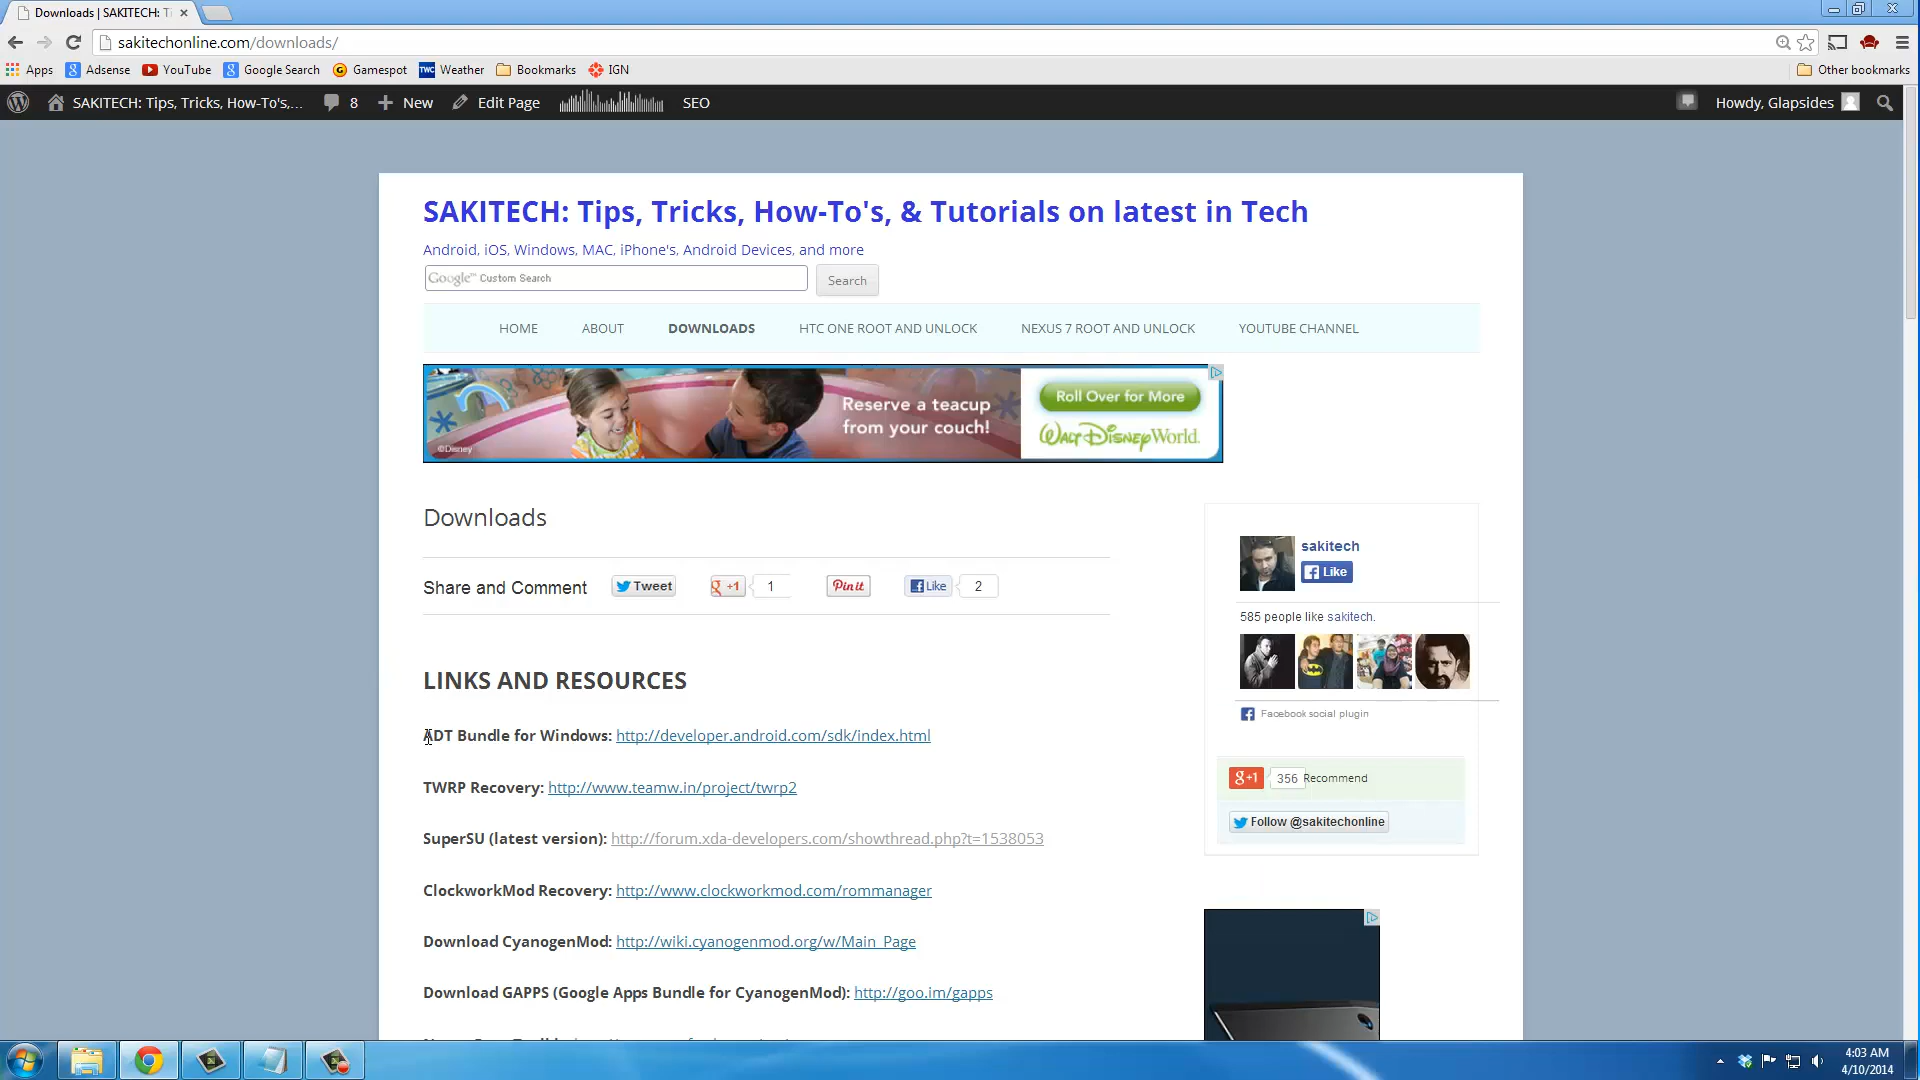 Downloads | SAKITECH: Ti
sakitechonline.com/downloads/
Apps Adsense YouTube Google Search Gamespot TWC Weather Bookmarks IGN Other bookmarks
SAKITECH: Tips, Tricks, How-To's,... 8 New Edit Page SEO Howdy, Glapsides
SAKITECH: Tips, Tricks, How-To's, & Tutorials on latest in Tech
Android, iOS, Windows, MAC, iPhone's, Android Devices, and more
Google™ Custom Search Search
HOME ABOUT DOWNLOADS HTC ONE ROOT AND UNLOCK NEXUS 7 ROOT AND UNLOCK YOUTUBE CHANNEL
Reserve a teacup
from your couch!
Roll Over for More
Walt Disney World.
©Disney
Downloads
Share and Comment Tweet g +1 1 Pin it Like 2
LINKS AND RESOURCES
ADT Bundle for Windows: http://developer.android.com/sdk/index.html
TWRP Recovery: http://www.teamw.in/project/twrp2
SuperSU (latest version): http://forum.xda-developers.com/showthread.php?t=1538053
ClockworkMod Recovery: http://www.clockworkmod.com/rommanager
Download CyanogenMod: http://wiki.cyanogenmod.org/w/Main_Page
Download GAPPS (Google Apps Bundle for CyanogenMod): http://goo.im/gapps
sakitech
Like
585 people like sakitech.
Facebook social plugin
g+1 356 Recommend
Follow @sakitechonline
4:03 AM
4/10/2014